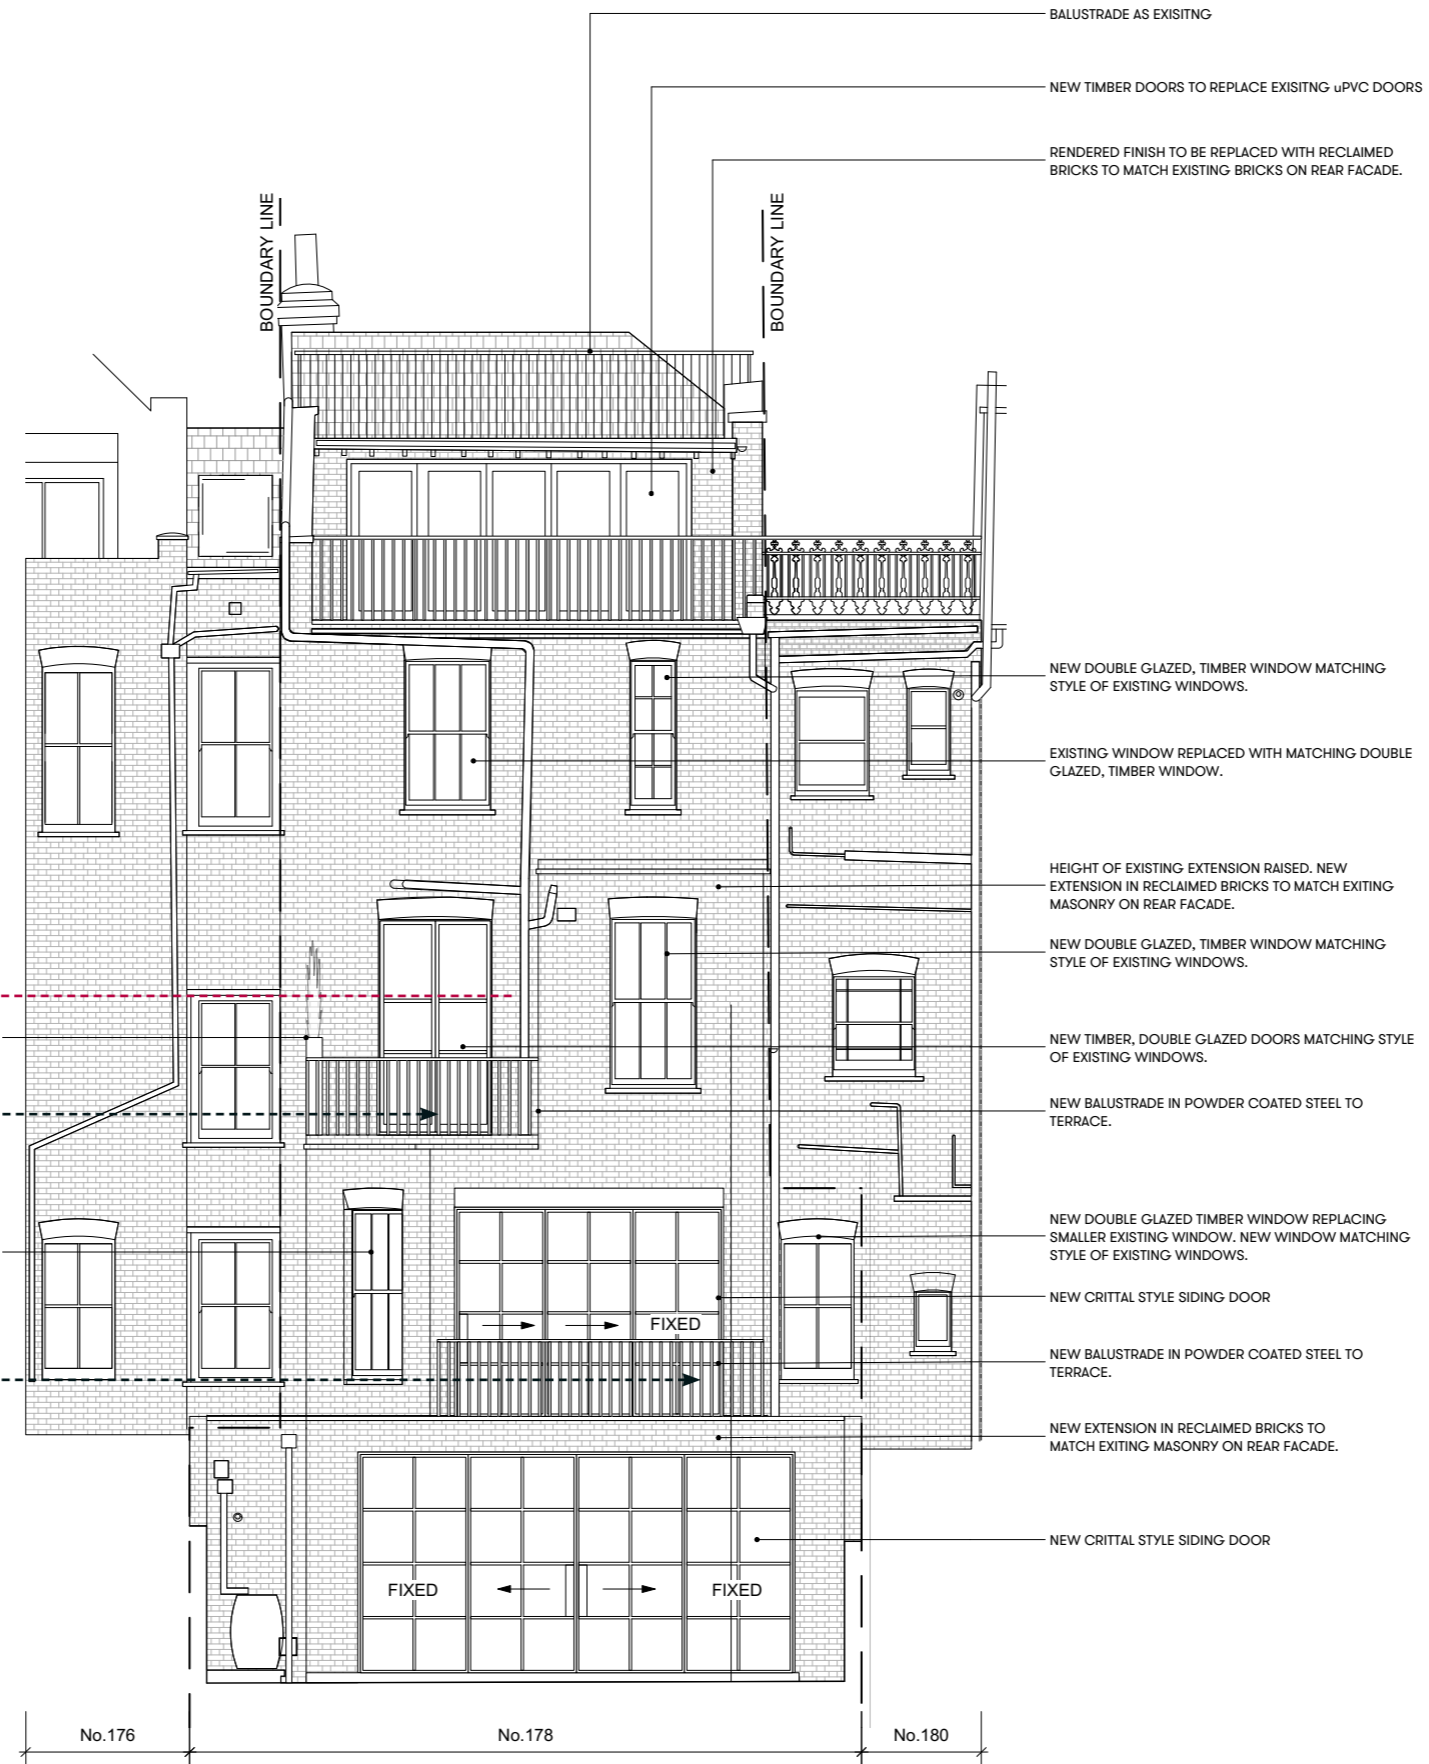 BALUSTRADE AS EXISITNG
NEW TIMBER DOORS TO REPLACE EXISITNG uPVC DOORS
RENDERED FINISH TO BE REPLACED WITH RECLAIMED
BRICKS TO MATCH EXISTING BRICKS ON REAR FACADE.
BOUNDARY LINE
BOUNDARY LINE
NEW DOUBLE GLAZED, TIMBER WINDOW MATCHING
STYLE OF EXISTING WINDOWS.
EXISTING WINDOW REPLACED WITH MATCHING DOUBLE
GLAZED, TIMBER WINDOW.
HEIGHT OF EXISTING EXTENSION RAISED. NEW
EXTENSION IN RECLAIMED BRICKS TO MATCH EXITING
MASONRY ON REAR FACADE.
NEW DOUBLE GLAZED, TIMBER WINDOW MATCHING
STYLE OF EXISTING WINDOWS.
NEW TIMBER, DOUBLE GLAZED DOORS MATCHING STYLE
OF EXISTING WINDOWS.
NEW BALUSTRADE IN POWDER COATED STEEL TO
TERRACE.
NEW DOUBLE GLAZED TIMBER WINDOW REPLACING
SMALLER EXISTING WINDOW. NEW WINDOW MATCHING
STYLE OF EXISTING WINDOWS.
NEW CRITTAL STYLE SIDING DOOR
FIXED
NEW BALUSTRADE IN POWDER COATED STEEL TO
TERRACE.
NEW EXTENSION IN RECLAIMED BRICKS TO
MATCH EXITING MASONRY ON REAR FACADE.
NEW CRITTAL STYLE SIDING DOOR
FIXED
FIXED
No.176
No.178
No.180